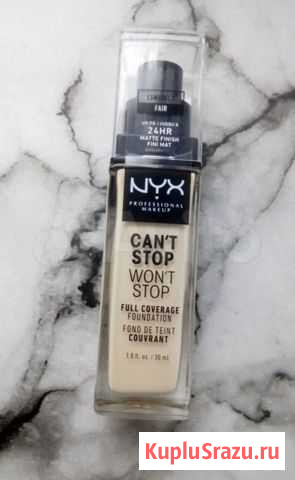 FAIR
24HR
MATTE FINISH
FINI MAT
NYX
PROFESSIONAL
MAKEUP
CAN'T
STOP
WON'T
STOP
FULL COVERAGE
FOUNDATION
FOND DE TEINT
COUVRANT
1.0 fl. oz. / 30 ml
KupluSrazu.ru